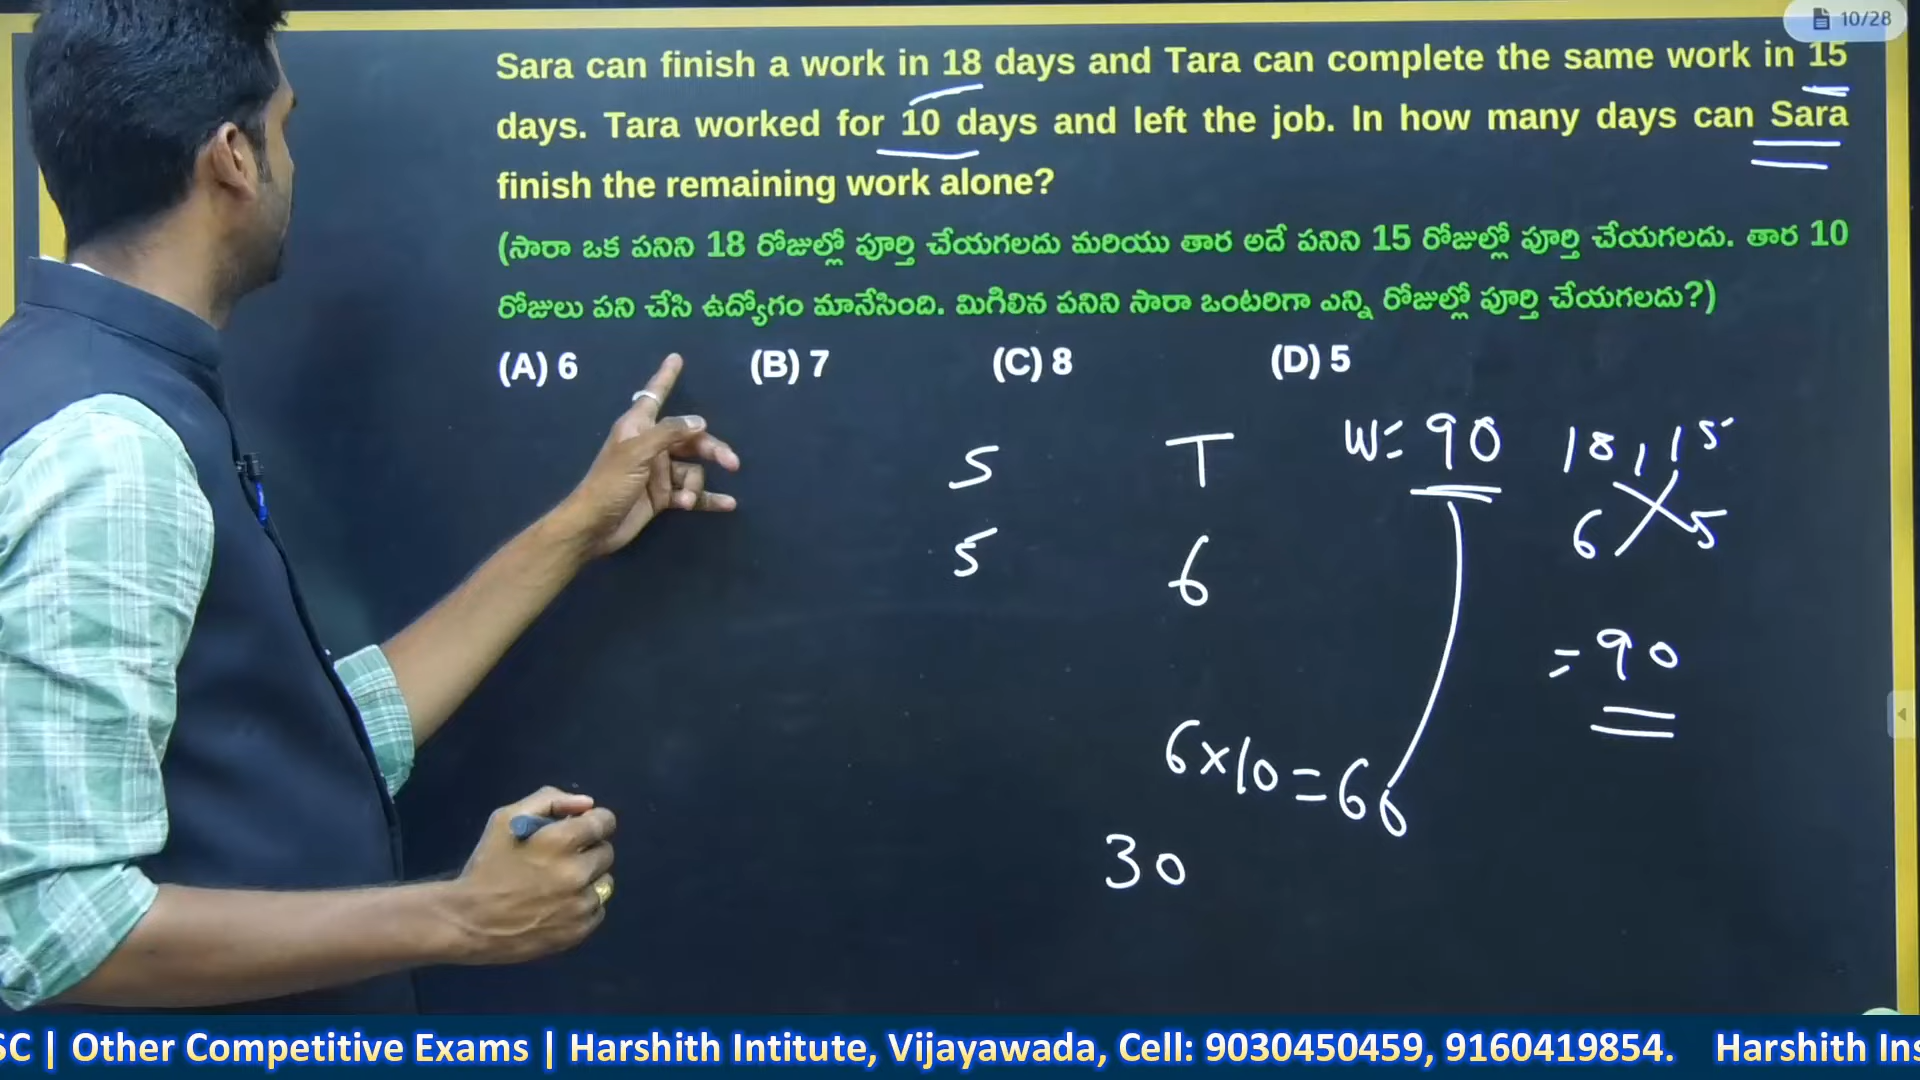 10/28
Sara can finish a work in 18 days and Tara can complete the same work in 15
days. Tara worked for 10 days and left the job. In how many days can Sara
finish the remaining work alone?
(సారా ఒక పనిని 18 రోజుల్లో పూర్తి చేయగలదు మరియు తార అదే పనిని 15 రోజుల్లో పూర్తి చేయగలదు. తార 10
రోజులు పని చేసి ఉద్యోగం మానేసింది. మిగిలిన పనిని సారా ఒంటరిగా ఎన్ని రోజుల్లో పూర్తి చేయగలదు?)
(A) 6 (B) 7 (C) 8 (D) 5
S T W= 90 18, 15
5 6 6 5
= 90
6x10=60
30
SC | Other Competitive Exams | Harshith Intitute, Vijayawada, Cell: 9030450459, 9160419854. Harshith Ins